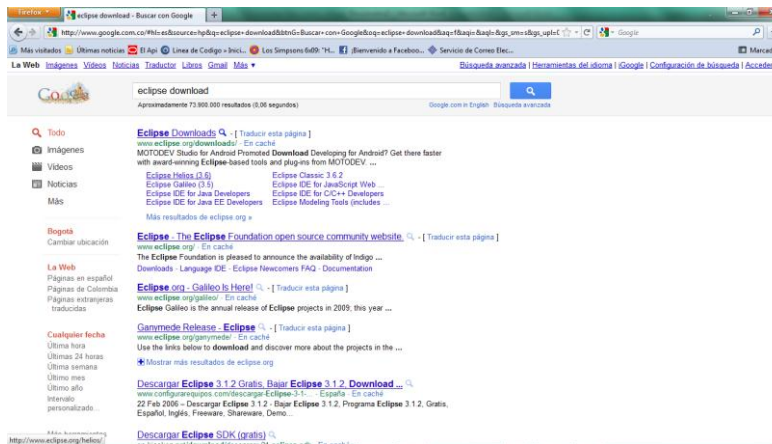 Firefox
eclipse download - Buscar con Google
http://www.google.com.co/#hl=es&source=hp&q=eclipse+download&btnG=Buscar+con+Google&oq=eclipse+download&aq=f&aqi=&aql=&gs_sm=s&gs_upl=
Google
Más visitados Últimas noticias El Api Linea de Codigo » Inici... Los Simpsons 6x09: "H... ¡Bienvenido a Faceboo... Servicio de Correo Elec...
Marcad
La Web Imágenes Vídeos Noticias Traductor Libros Gmail Más
Búsqueda avanzada | Herramientas del idioma | iGoogle | Configuración de búsqueda | Acceder
eclipse download
Aproximadamente 73.900.000 resultados (0,06 segundos)
Google.com in English Búsqueda avanzada
Todo
Imágenes
Vídeos
Noticias
Más
Bogotá
Cambiar ubicación
La Web
Páginas en español
Páginas de Colombia
Páginas extranjeras
traducidas
Cualquier fecha
Última hora
Últimas 24 horas
Última semana
Último mes
Último año
Intervalo
personalizado...
Más herramientas
Eclipse Downloads - [ Traducir esta página ]
www.eclipse.org/downloads/ - En caché
MOTODEV Studio for Android Promoted Download Developing for Android? Get there faster
with award-winning Eclipse-based tools and plug-ins from MOTODEV. ...
Eclipse Helios (3.6) Eclipse Classic 3.6.2
Eclipse Galileo (3.5) Eclipse IDE for JavaScript Web ...
Eclipse IDE for Java Developers Eclipse IDE for C/C++ Developers
Eclipse IDE for Java EE Developers Eclipse Modeling Tools (includes ...
Más resultados de eclipse.org »
Eclipse - The Eclipse Foundation open source community website. - [ Traducir esta página ]
www.eclipse.org/ - En caché
The Eclipse Foundation is pleased to announce the availability of Indigo ...
Downloads - Language IDE - Eclipse Newcomers FAQ - Documentation
Eclipse.org - Galileo Is Here! - [ Traducir esta página ]
www.eclipse.org/galileo/ - En caché
Eclipse Galileo is the annual release of Eclipse projects in 2009; this year ...
Ganymede Release - Eclipse - [ Traducir esta página ]
www.eclipse.org/ganymede/ - En caché
Use the links below to download and discover more about the projects in the ...
Mostrar más resultados de eclipse.org
Descargar Eclipse 3.1.2 Gratis, Bajar Eclipse 3.1.2, Download ...
www.configurarequipos.com/descargar-Eclipse-3-1-... - España - En caché
22 Feb 2006 – Descargar Eclipse 3.1.2 - Bajar Eclipse 3.1.2, Programa Eclipse 3.1.2, Gratis,
Español, Inglés, Freeware, Shareware, Demo...
Descargar Eclipse SDK (gratis)
http://www.eclipse.org/helios/